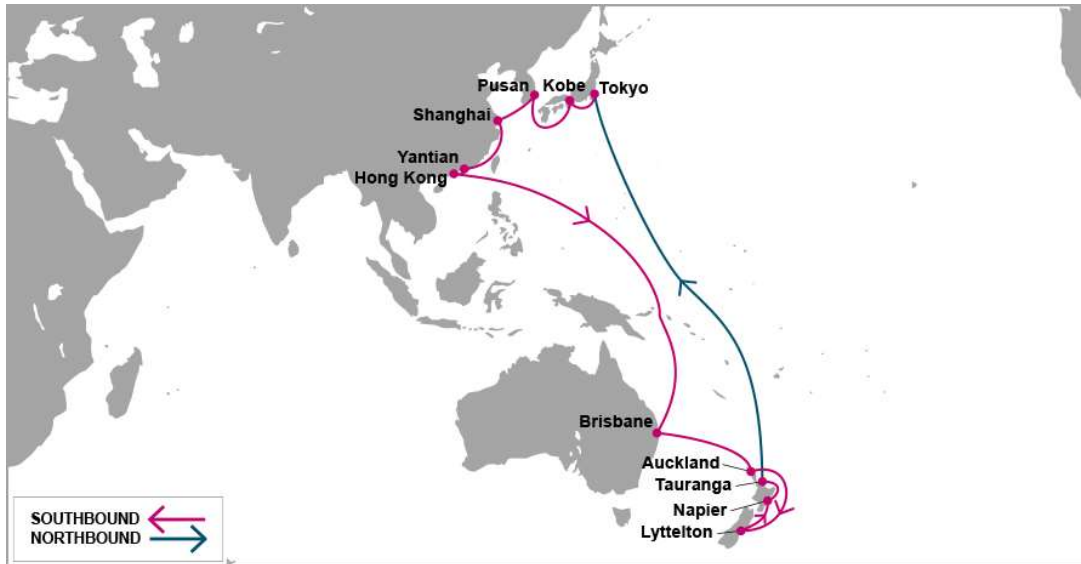 Pusan
Kobe
Tokyo
Shanghai
Yantian
Hong Kong
Brisbane
Auckland
Tauranga
Napier
Lyttelton
SOUTHBOUND
NORTHBOUND